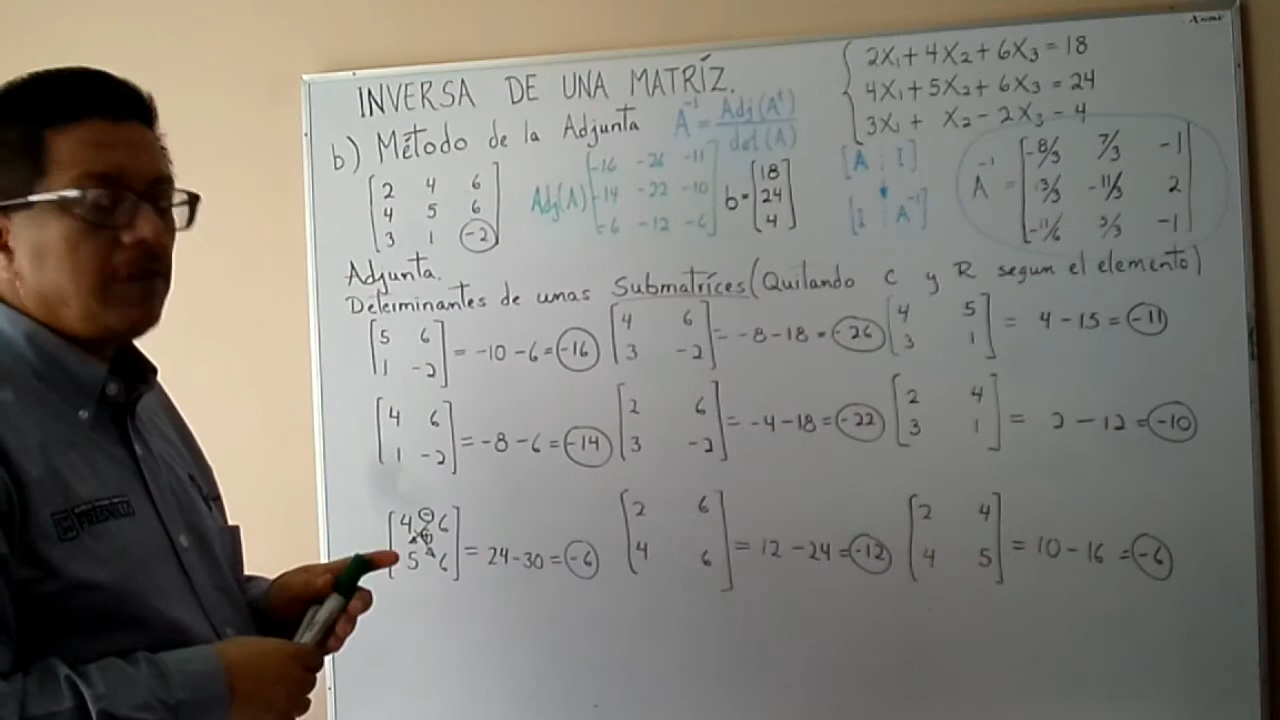 INVERSA DE UNA MATRÍZ.
b) Método de la Adjunta A⁻¹ = Adj(Aᵗ) / det(A)
2X₁ + 4X₂ + 6X₃ = 18
4X₁ + 5X₂ + 6X₃ = 24
3X₁ + X₂ - 2X₃ - 4
2 4 6
4 5 6
3 1 -2
Adj(A)
-16 -26 -11
-14 -22 -10
-6 -12 -6
b =
18
24
4
[A ⋮ I]
[I ⋮ A⁻¹]
A⁻¹ =
-8/3 7/3 -1
13/3 -11/3 2
-11/6 5/3 -1
Adjunta.
Determinantes de unas Submatríces (Quilando C y R segun el elemento)
5 6
1 -2
= -10 - 6 = -16
4 6
3 -2
= -8 - 18 = -26
4 5
3 1
= 4 - 15 = -11
4 6
1 -2
= -8 - 6 = -14
2 6
3 -2
= -4 - 18 = -22
2 4
3 1
= 2 - 12 = -10
4 6
5 6
= 24 - 30 = -6
2 6
4 6
= 12 - 24 = -12
2 4
4 5
= 10 - 16 = -6
FRESNILLO